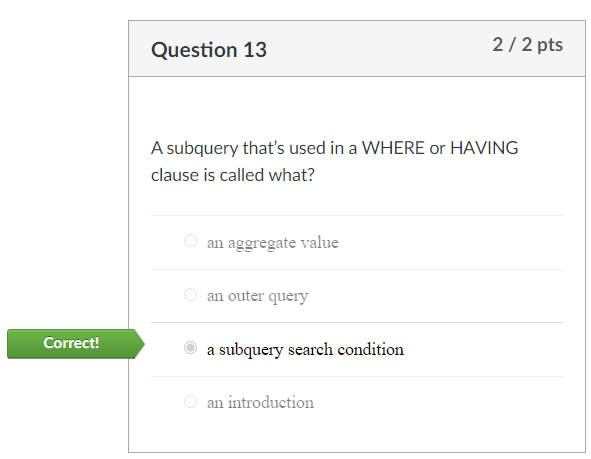 Question 13
2 / 2 pts
A subquery that's used in a WHERE or HAVING
clause is called what?
an aggregate value
an outer query
Correct!
a subquery search condition
an introduction